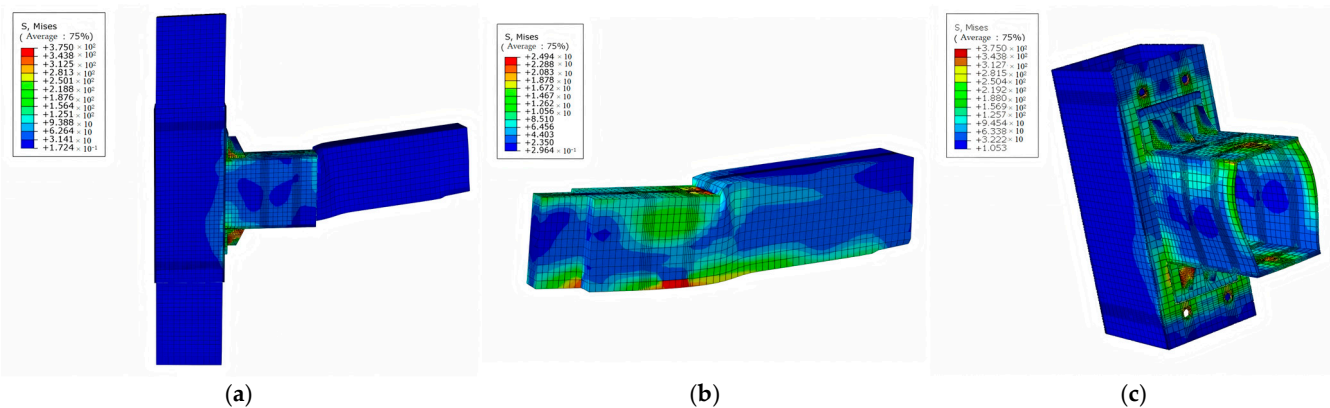 S, Mises
( Average : 75%)
+3.750 × 10²
+3.438 × 10²
+3.125 × 10²
+2.813 × 10²
+2.501 × 10²
+2.188 × 10²
+1.876 × 10²
+1.564 × 10²
+1.251 × 10²
+9.388 × 10
+6.264 × 10
+3.141 × 10
+1.724 × 10⁻¹
(a)
S, Mises
( Average : 75%)
+2.494 × 10
+2.288 × 10
+2.083 × 10
+1.878 × 10
+1.672 × 10
+1.467 × 10
+1.262 × 10
+1.056 × 10
+8.510
+6.456
+4.403
+2.350
+2.964 × 10⁻¹
(b)
S, Mises
( Average : 75%)
+3.750 × 10²
+3.438 × 10²
+3.127 × 10²
+2.815 × 10²
+2.504 × 10²
+2.192 × 10²
+1.880 × 10²
+1.569 × 10²
+1.257 × 10²
+9.454 × 10
+6.338 × 10
+3.222 × 10
+1.053
(c)